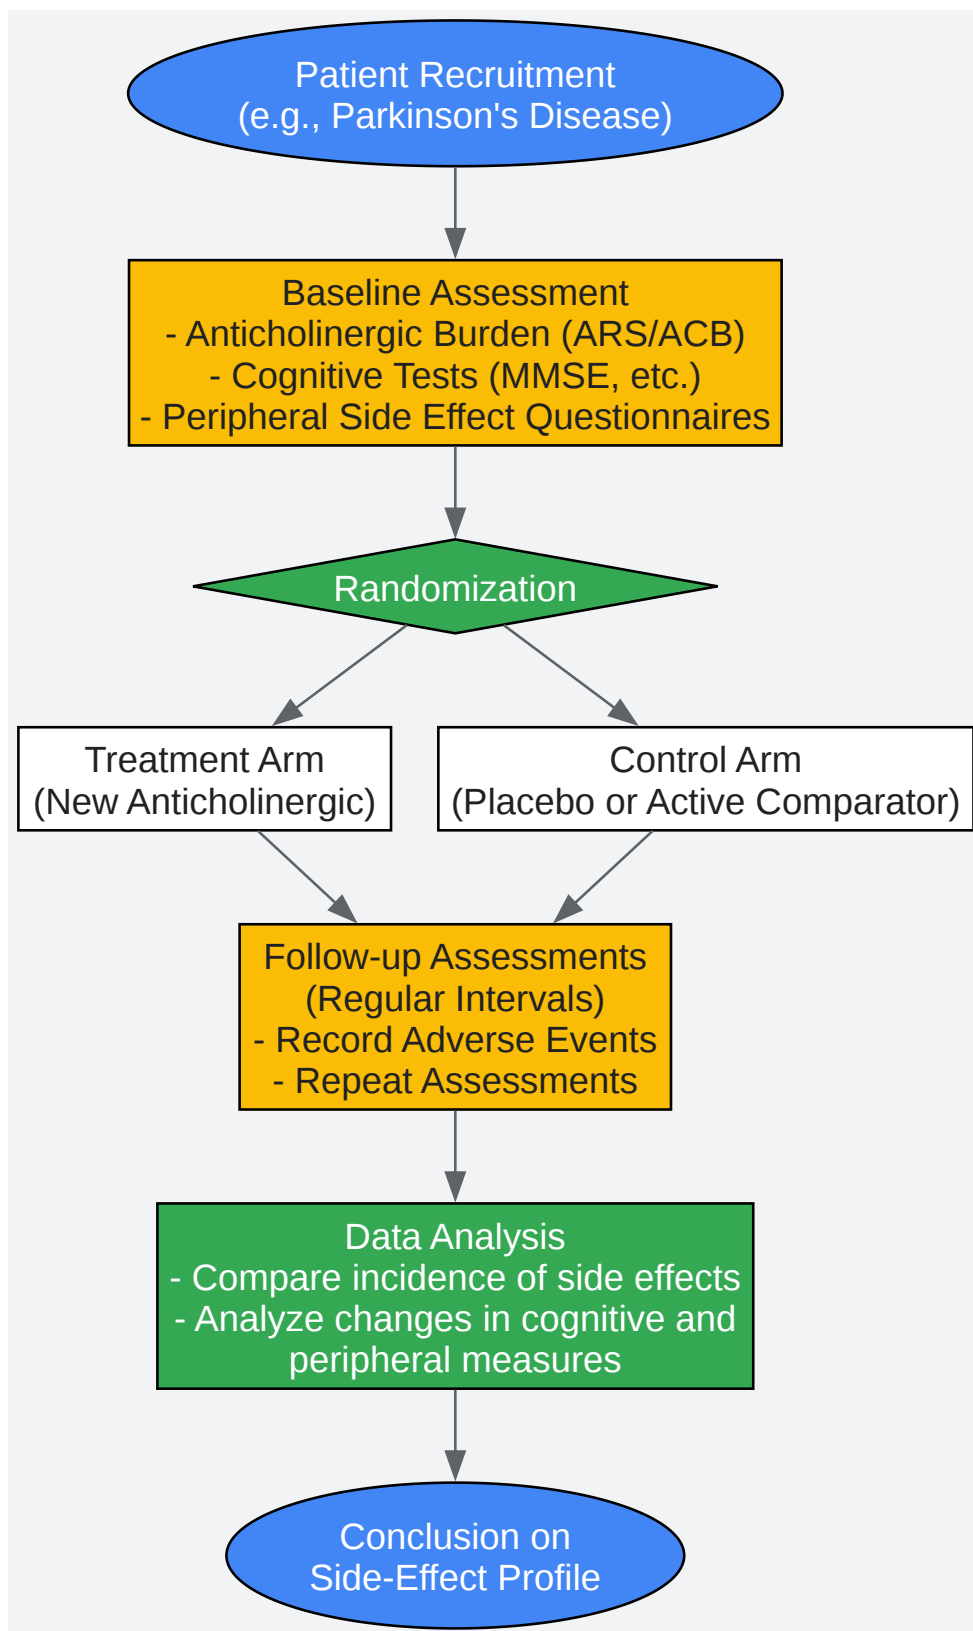 Patient Recruitment
(e.g., Parkinson's Disease)
Baseline Assessment
- Anticholinergic Burden (ARS/ACB)
- Cognitive Tests (MMSE, etc.)
- Peripheral Side Effect Questionnaires
Randomization
Treatment Arm
(New Anticholinergic)
Control Arm
(Placebo or Active Comparator)
Follow-up Assessments
(Regular Intervals)
- Record Adverse Events
- Repeat Assessments
Data Analysis
- Compare incidence of side effects
- Analyze changes in cognitive and
peripheral measures
Conclusion on
Side-Effect Profile